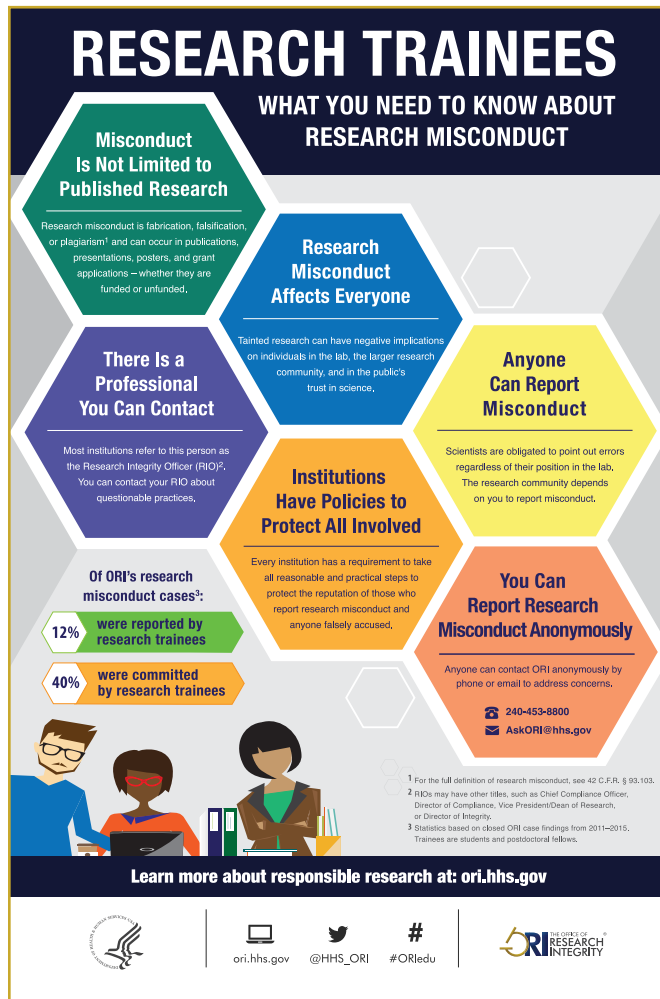 RESEARCH TRAINEES
WHAT YOU NEED TO KNOW ABOUT
RESEARCH MISCONDUCT
Misconduct
Is Not Limited to
Published Research
Research misconduct is fabrication, falsification,
or plagiarism¹ and can occur in publications,
presentations, posters, and grant
applications – whether they are
funded or unfunded.
Research
Misconduct
Affects Everyone
Tainted research can have negative implications
on individuals in the lab, the larger research
community, and in the public's
trust in science.
There Is a
Professional
You Can Contact
Most institutions refer to this person as
the Research Integrity Officer (RIO)².
You can contact your RIO about
questionable practices.
Anyone
Can Report
Misconduct
Scientists are obligated to point out errors
regardless of their position in the lab.
The research community depends
on you to report misconduct.
Institutions
Have Policies to
Protect All Involved
Every institution has a requirement to take
all reasonable and practical steps to
protect the reputation of those who
report research misconduct and
anyone falsely accused.
You Can
Report Research
Misconduct Anonymously
Anyone can contact ORI anonymously by
phone or email to address concerns.
240-453-8800
AskORI@hhs.gov
Of ORI's research
misconduct cases³:
12% were reported by
research trainees
40% were committed
by research trainees
1 For the full definition of research misconduct, see 42 C.F.R. § 93.103.
2 RIOs may have other titles, such as Chief Compliance Officer,
Director of Compliance, Vice President/Dean of Research,
or Director of Integrity.
3 Statistics based on closed ORI case findings from 2011–2015.
Trainees are students and postdoctoral fellows.
Learn more about responsible research at: ori.hhs.gov
DEPARTMENT OF HEALTH & HUMAN SERVICES · USA
ori.hhs.gov
@HHS_ORI
#
#ORIedu
ORI THE OFFICE OF
RESEARCH
INTEGRITY ®